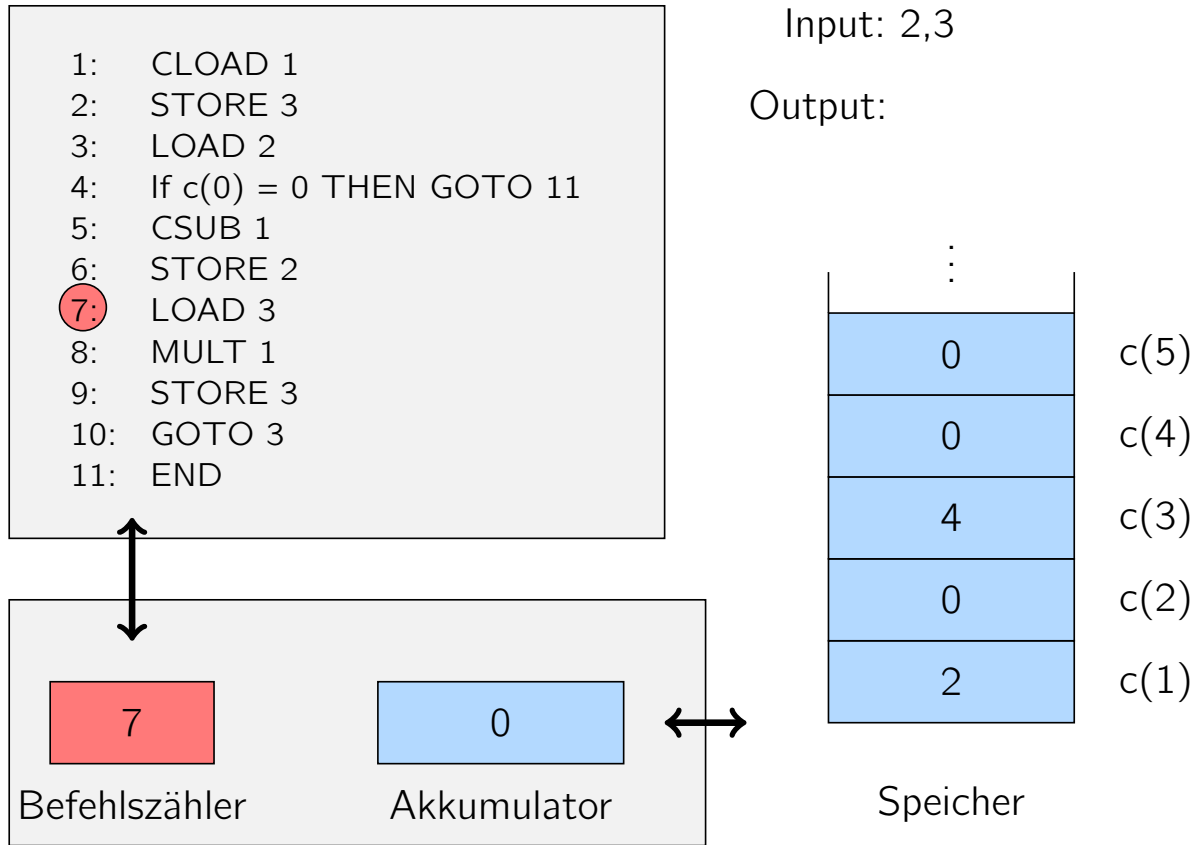 1: CLOAD 1
2: STORE 3
3: LOAD 2
4: If c(0) = 0 THEN GOTO 11
5: CSUB 1
6: STORE 2
7: LOAD 3
8: MULT 1
9: STORE 3
10: GOTO 3
11: END
Input: 2,3
Output:
⋮
0 c(5)
0 c(4)
4 c(3)
0 c(2)
2 c(1)
Speicher
7
Befehlszähler
0
Akkumulator